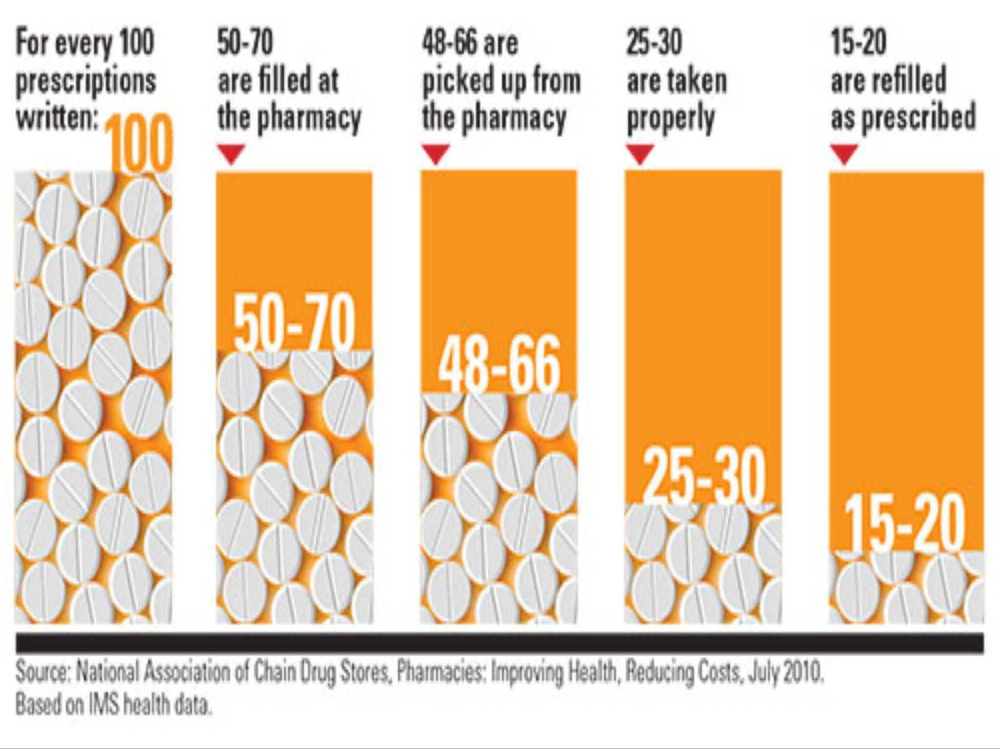 For every 100
prescriptions
written: 100
50-70
are filled at
the pharmacy
48-66 are
picked up from
the pharmacy
25-30
are taken
properly
15-20
are refilled
as prescribed
50-70
48-66
25-30
15-20
Source: National Association of Chain Drug Stores, Pharmacies: Improving Health, Reducing Costs, July 2010.
Based on IMS health data.